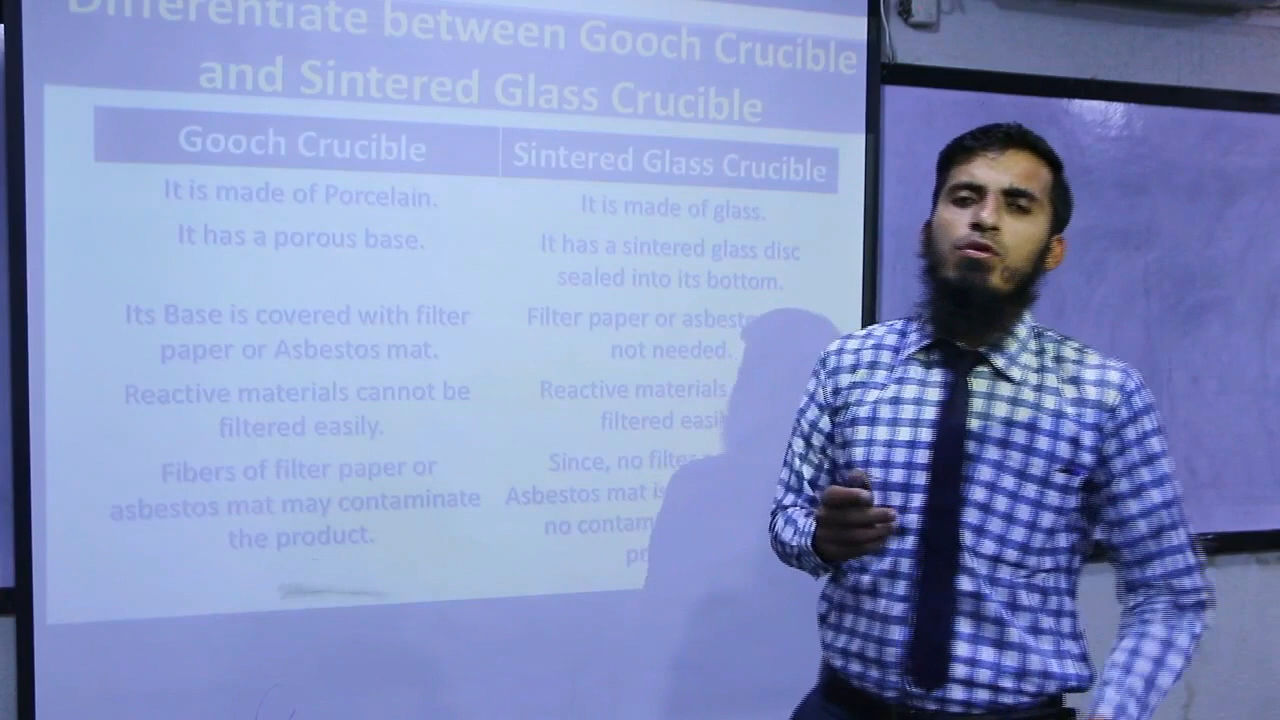 Differentiate between Gooch Crucible
and Sintered Glass Crucible
Gooch Crucible
Sintered Glass Crucible
It is made of Porcelain.
It is made of glass.
It has a porous base.
It has a sintered glass disc
sealed into its bottom.
Its Base is covered with filter
paper or Asbestos mat.
Filter paper or
not needed.
Reactive materials cannot be
filtered easily.
Reactive materials
filtered
Fibers of filter paper or
asbestos mat may contaminate
the product.
Since, no filter
Asbestos mat is
no